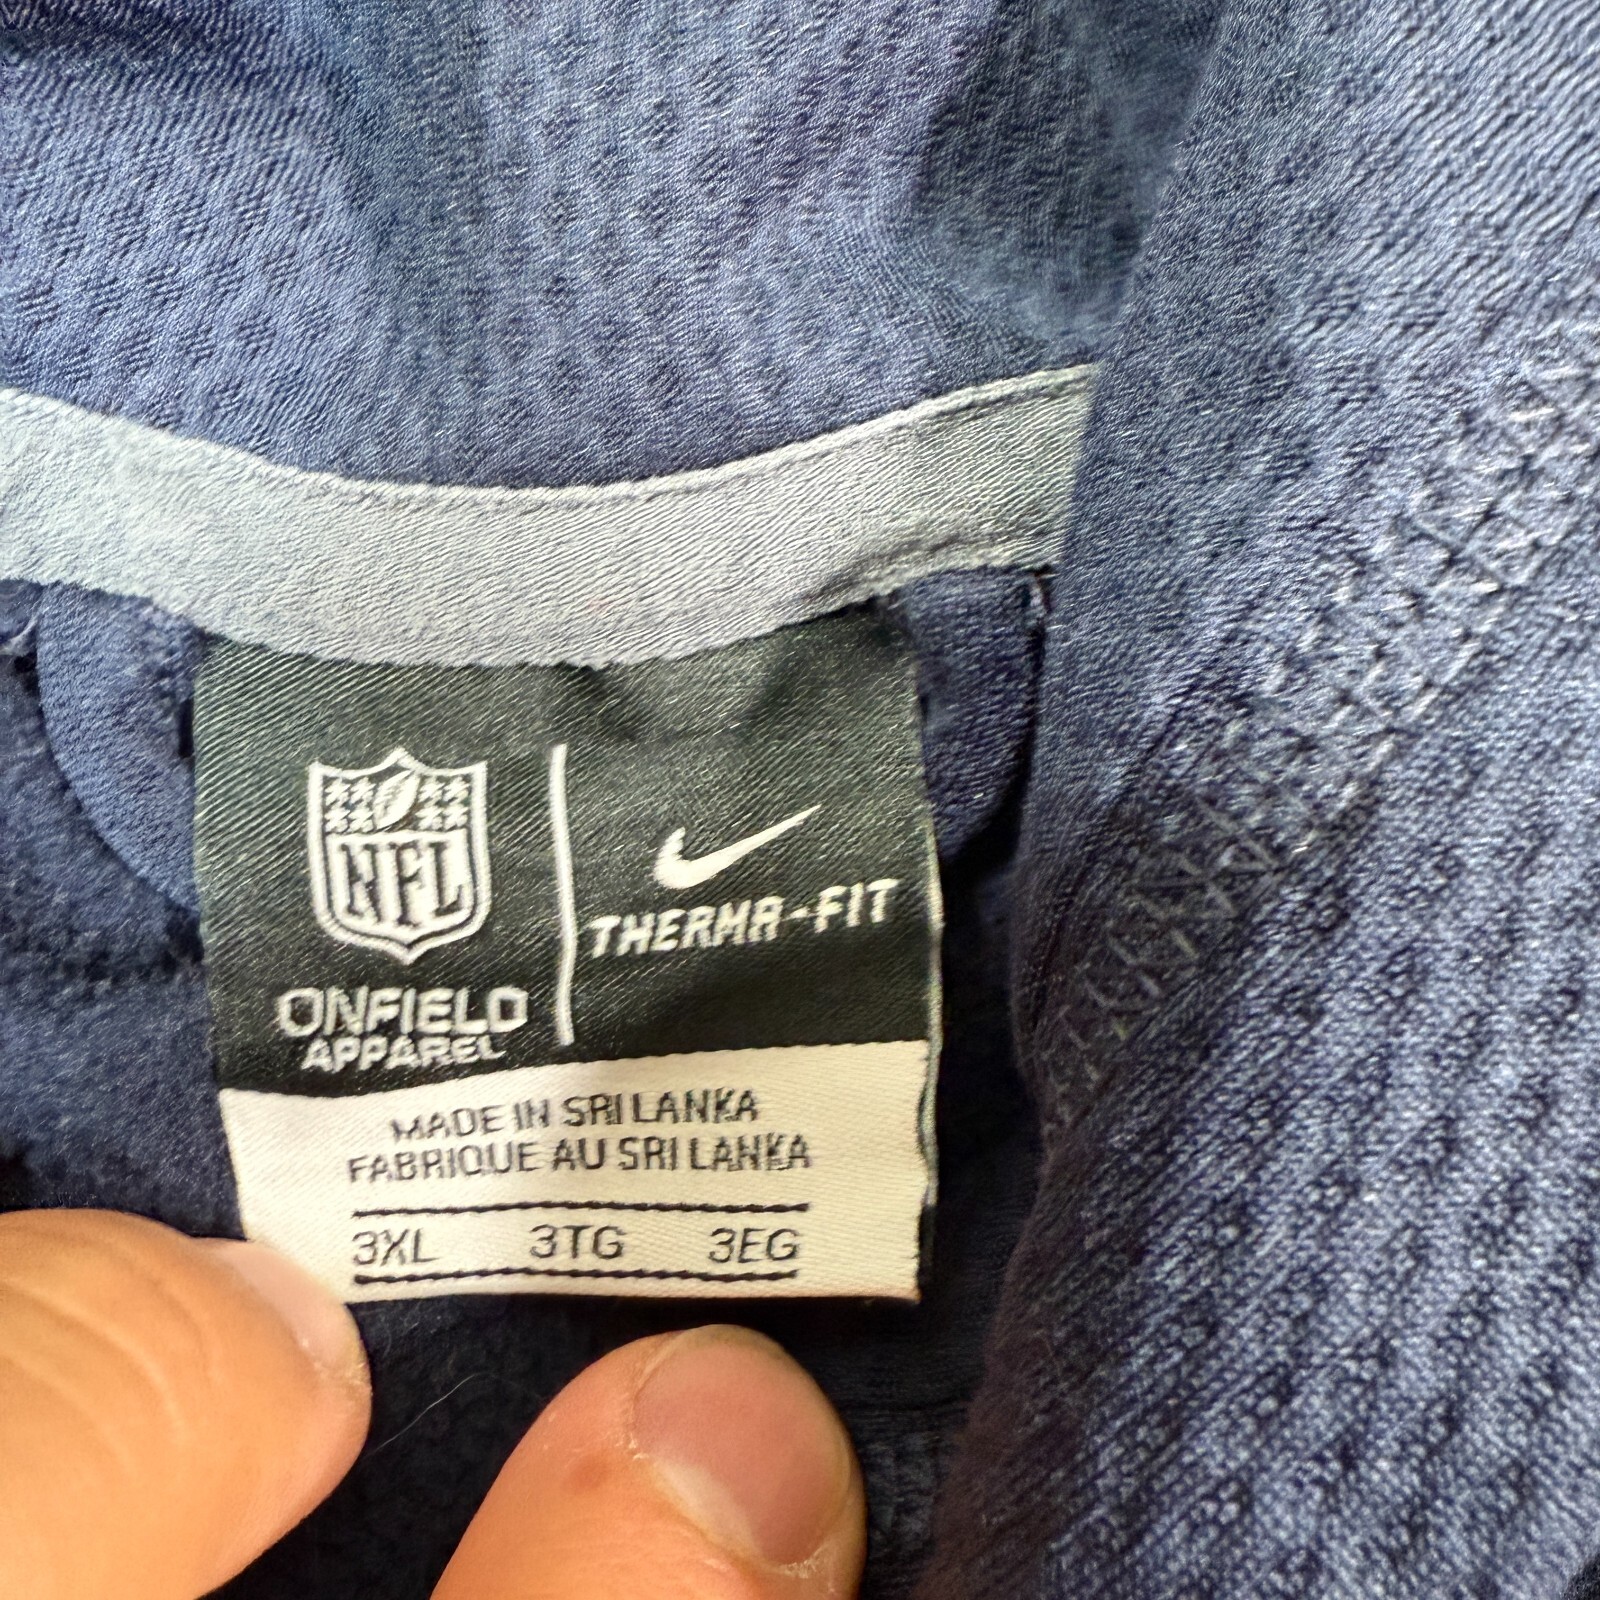 NFL
ONFIELD
APPAREL
THERMA-FIT
MADE IN SRI LANKA
FABRIQUE AU SRI LANKA
3XL 3TG 3EG